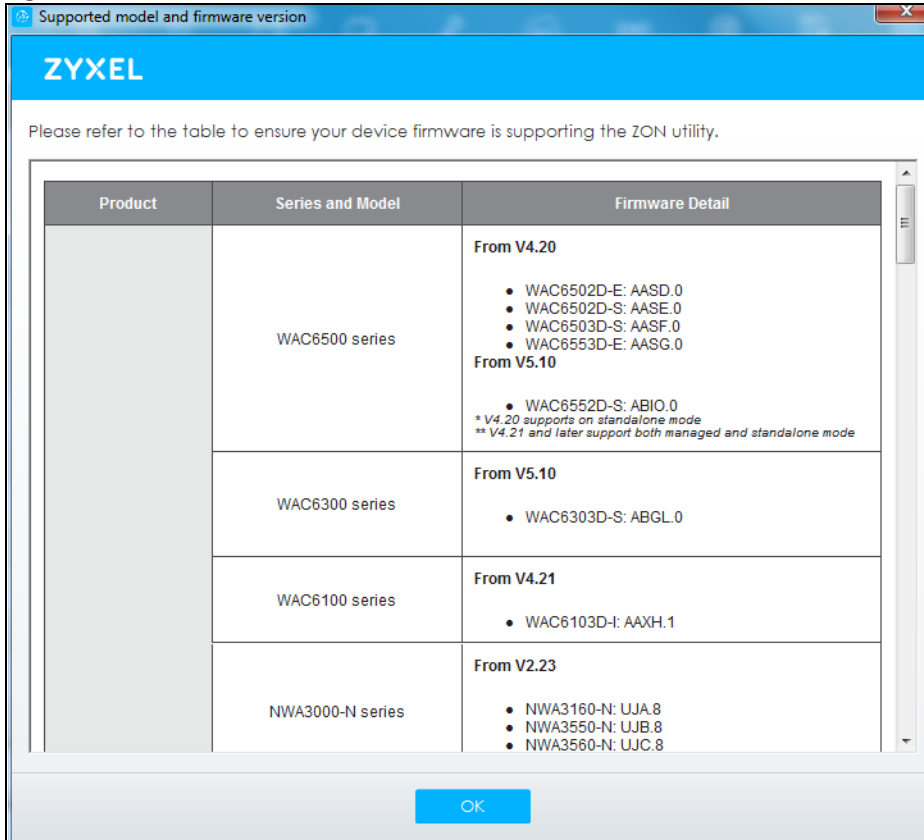 Supported model and firmware version
ZYXEL
Please refer to the table to ensure your device firmware is supporting the ZON utility.
Product Series and Model Firmware Detail
WAC6500 series
From V4.20
• WAC6502D-E: AASD.0
• WAC6502D-S: AASE.0
• WAC6503D-S: AASF.0
• WAC6553D-E: AASG.0
From V5.10
• WAC6552D-S: ABIO.0
* V4.20 supports on standalone mode
** V4.21 and later support both managed and standalone mode
WAC6300 series
From V5.10
• WAC6303D-S: ABGL.0
WAC6100 series
From V4.21
• WAC6103D-I: AAXH.1
NWA3000-N series
From V2.23
• NWA3160-N: UJA.8
• NWA3550-N: UJB.8
• NWA3560-N: UJC.8
OK